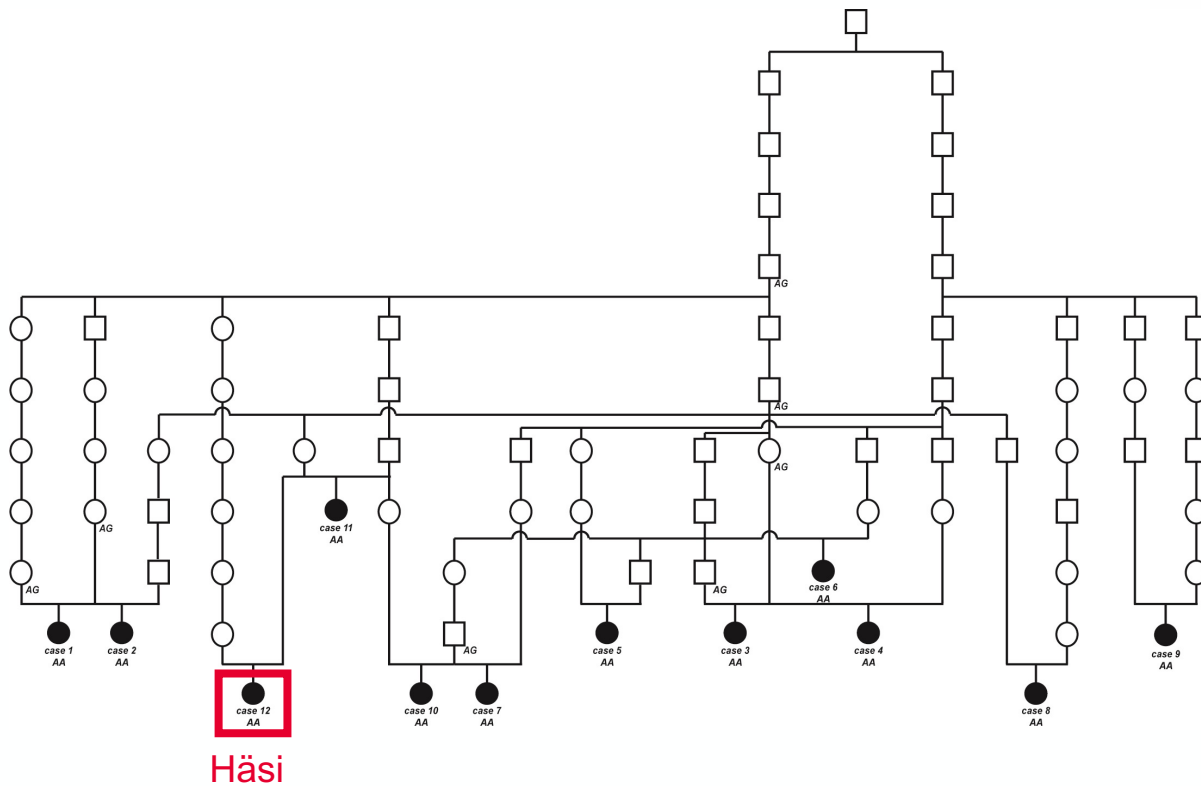 AG
AG
AG
AG
case 11
AA
AG
AG
case 6
AA
AG
case 1
AA
case 2
AA
case 5
AA
case 3
AA
case 4
AA
case 9
AA
case 12
AA
case 10
AA
case 7
AA
case 8
AA
Häsi